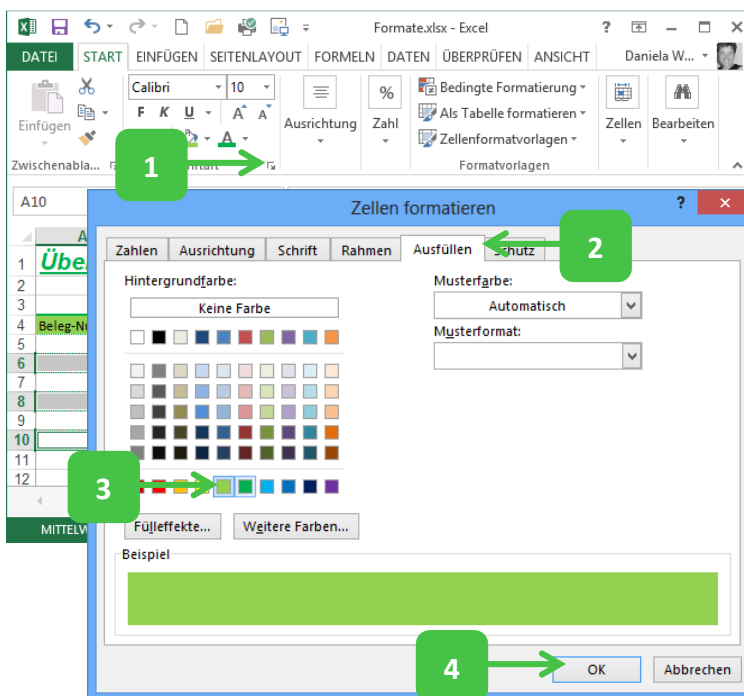 Formate.xlsx - Excel
DATEI START EINFÜGEN SEITENLAYOUT FORMELN DATEN ÜBERPRÜFEN ANSICHT Daniela W...
Calibri 10 % Bedingte Formatierung
F K U A A Als Tabelle formatieren
Einfügen A Ausrichtung Zahl Zellenformatvorlagen Zellen Bearbeiten
Zwischenabla... 1 Formatvorlagen
A10
Zellen formatieren ?
A
Zahlen Ausrichtung Schrift Rahmen Ausfüllen 2
1 Übe
Hintergrundfarbe: Musterfarbe:
2
Keine Farbe Automatisch
3
Musterformat:
4 Beleg-Nu
5
6
7
8
9
10
11
12
3
MITTELW
Fülleffekte... Weitere Farben...
Beispiel
4 OK Abbrechen